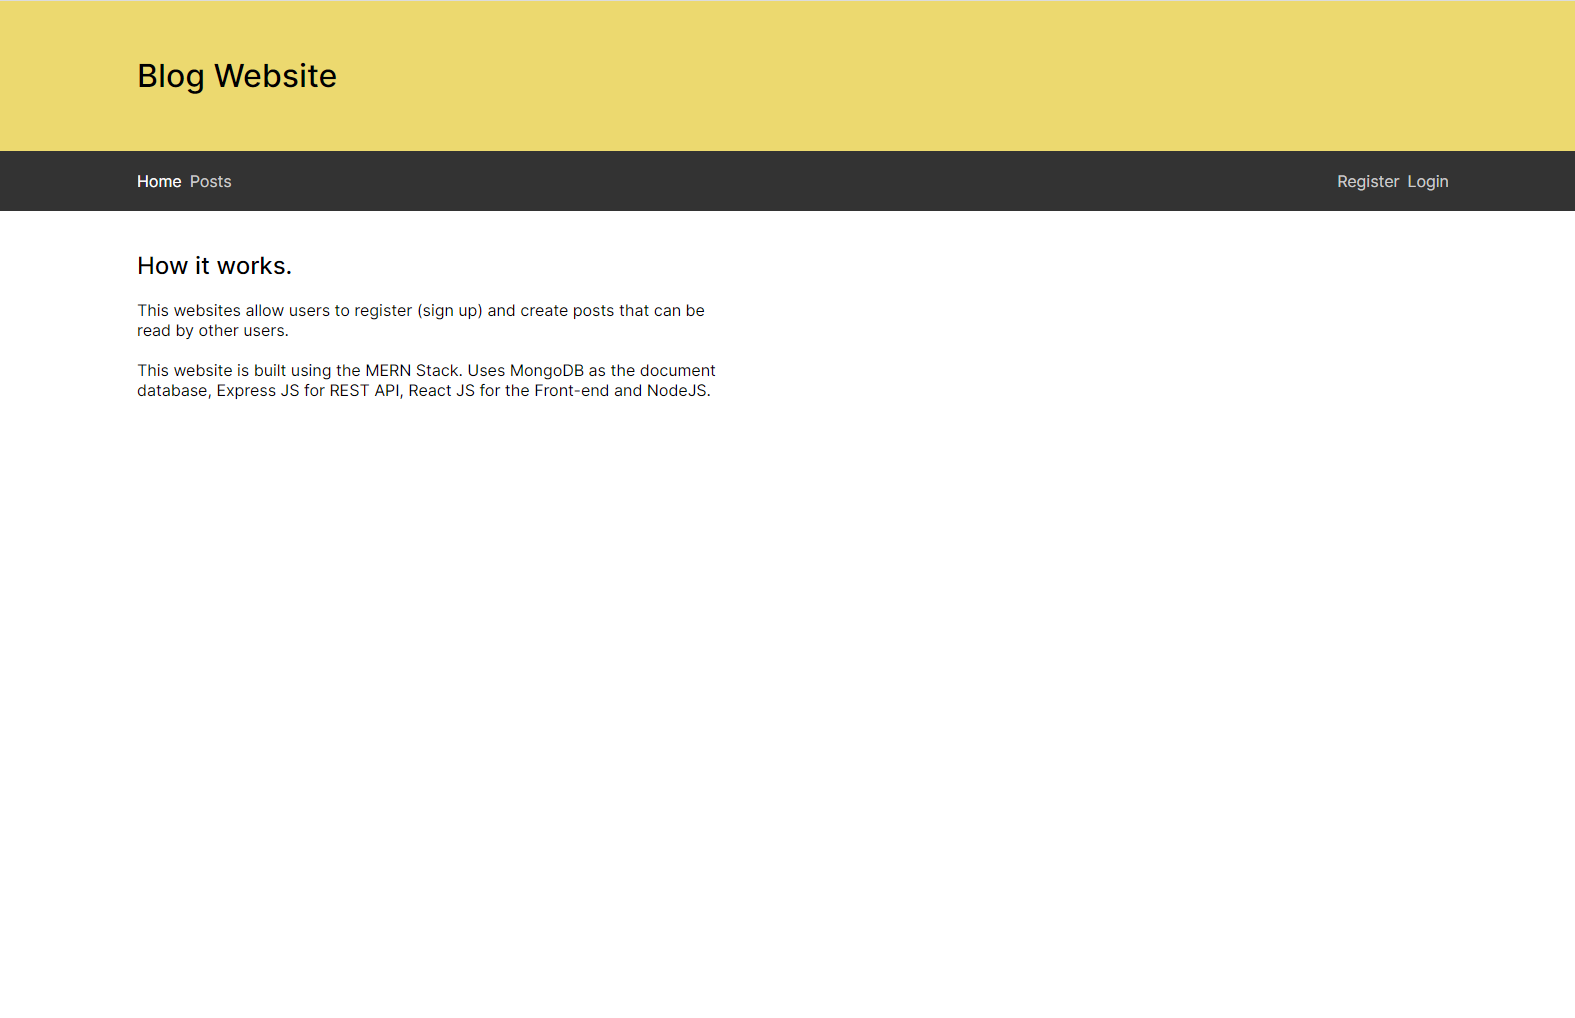 Blog Website
Home Posts Register Login
How it works.
This websites allow users to register (sign up) and create posts that can be
read by other users.
This website is built using the MERN Stack. Uses MongoDB as the document
database, Express JS for REST API, React JS for the Front-end and NodeJS.